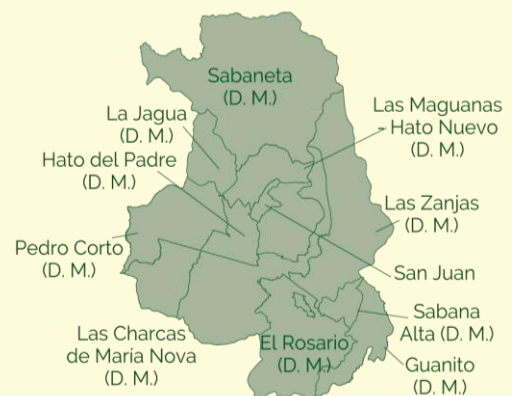 Sabaneta
(D. M.)
La Jagua
(D. M.)
Las Maguanas
- Hato Nuevo
(D. M.)
Hato del Padre
(D. M.)
Las Zanjas
(D. M.)
Pedro Corto
(D. M.)
San Juan
Sabana
Alta (D. M.)
Las Charcas
de María Nova
(D. M.)
El Rosario
(D. M.)
Guanito
(D. M.)